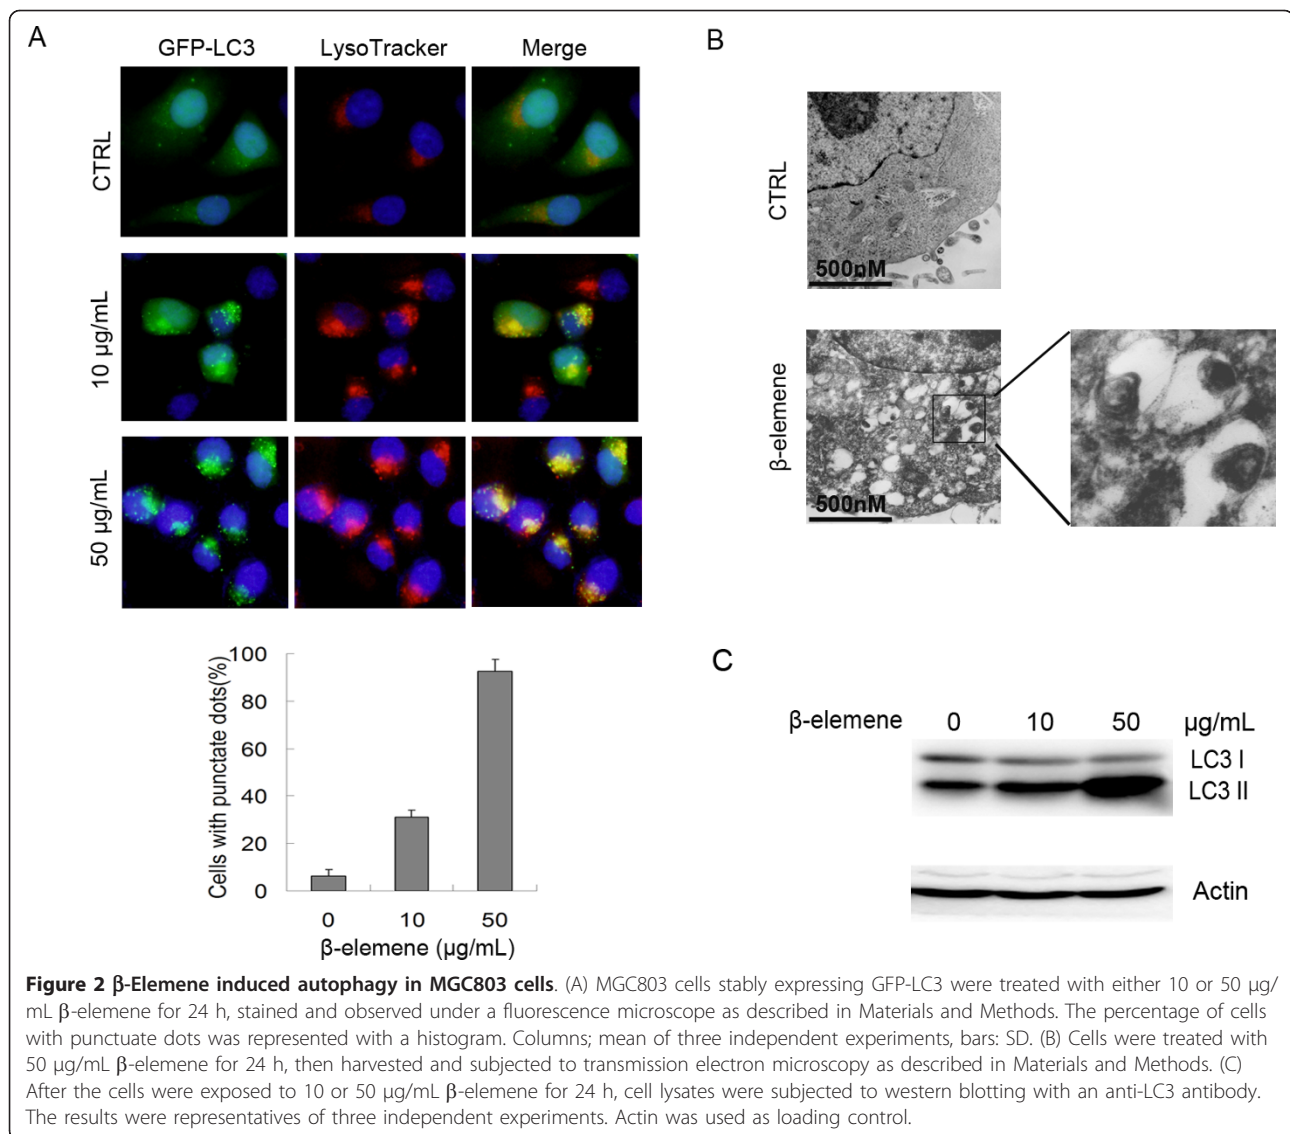 A
GFP-LC3 LysoTracker Merge
CTRL
10 µg/mL
50 µg/mL
Cells with punctate dots(%)
100
80
60
40
20
0
0 10 50
β-elemene (µg/mL)
B
CTRL
500nM
β-elemene
500nM
C
β-elemene 0 10 50 µg/mL
LC3 I
LC3 II
Actin
Figure 2 β-Elemene induced autophagy in MGC803 cells. (A) MGC803 cells stably expressing GFP-LC3 were treated with either 10 or 50 µg/
mL β-elemene for 24 h, stained and observed under a fluorescence microscope as described in Materials and Methods. The percentage of cells
with punctuate dots was represented with a histogram. Columns; mean of three independent experiments, bars: SD. (B) Cells were treated with
50 µg/mL β-elemene for 24 h, then harvested and subjected to transmission electron microscopy as described in Materials and Methods. (C)
After the cells were exposed to 10 or 50 µg/mL β-elemene for 24 h, cell lysates were subjected to western blotting with an anti-LC3 antibody.
The results were representatives of three independent experiments. Actin was used as loading control.